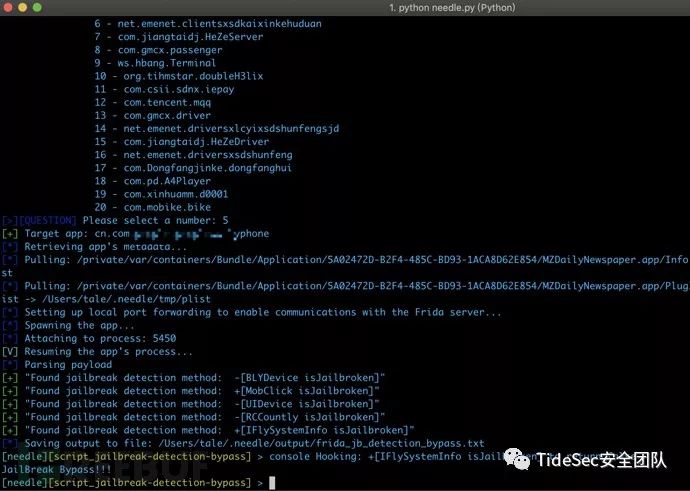 1. python needle.py (Python)
6 - net.emenet.clientsxsdkaixinkehuduan
7 - com.jiangtaidj.HeZeServer
8 - com.gmcx.passenger
9 - ws.hbang.Terminal
10 - org.tihmstar.doubleH3lix
11 - com.csii.sdnx.iepay
12 - com.tencent.mqq
13 - com.gmcx.driver
14 - net.emenet.driversxlcyixsdshunfengsjd
15 - com.jiangtaidj.HeZeDriver
16 - net.emenet.driversxsdshunfeng
17 - com.Dongfangjinke.dongfanghui
18 - com.pd.A4Player
19 - com.xinhuamm.d0001
20 - com.mobike.bike
[>][QUESTION] Please select a number: 5
[+] Target app: cn.com yphone
[*] Retrieving app's metadata...
[*] Pulling: /private/var/containers/Bundle/Application/5A02472D-B2F4-485C-BD93-1ACA8D62E854/MZDailyNewspaper.app/Info
st
[*] Pulling: /private/var/containers/Bundle/Application/5A02472D-B2F4-485C-BD93-1ACA8D62E854/MZDailyNewspaper.app/Plug
ist -> /Users/tale/.needle/tmp/plist
[*] Setting up local port forwarding to enable communications with the Frida server...
[*] Spawning the app...
[*] Attaching to process: 5450
[V] Resuming the app's process...
[*] Parsing payload
[+] "Found jailbreak detection method:  -[BLYDevice isJailbroken]"
[+] "Found jailbreak detection method:  +[MobClick isJailbroken]"
[+] "Found jailbreak detection method:  -[UIDevice isJailbroken]"
[+] "Found jailbreak detection method:  -[RCCountly isJailbroken]"
[+] "Found jailbreak detection method:  +[IFlySystemInfo isJailbroken]"
[*] Saving output to file: /Users/tale/.needle/output/frida_jb_detection_bypass.txt
[needle][script_jailbreak-detection-bypass] > console Hooking: +[IFlySystemInfo isJailbroken] to return
JailBreak Bypass!!!
[needle][script_jailbreak-detection-bypass] >
TideSec安全团队